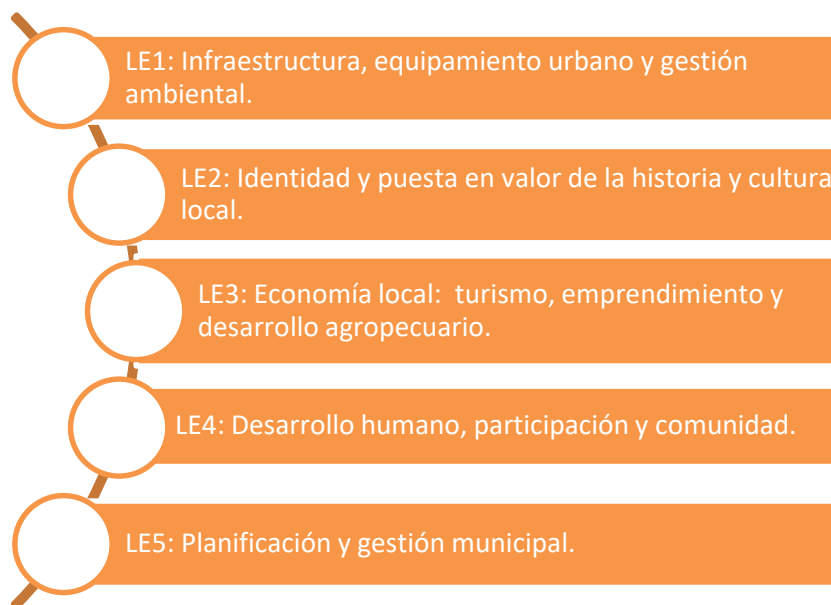 LE1: Infraestructura, equipamiento urbano y gestión
ambiental.
LE2: Identidad y puesta en valor de la historia y cultura
local.
LE3: Economía local:  turismo, emprendimiento y
desarrollo agropecuario.
LE4: Desarrollo humano, participación y comunidad.
LE5: Planificación y gestión municipal.